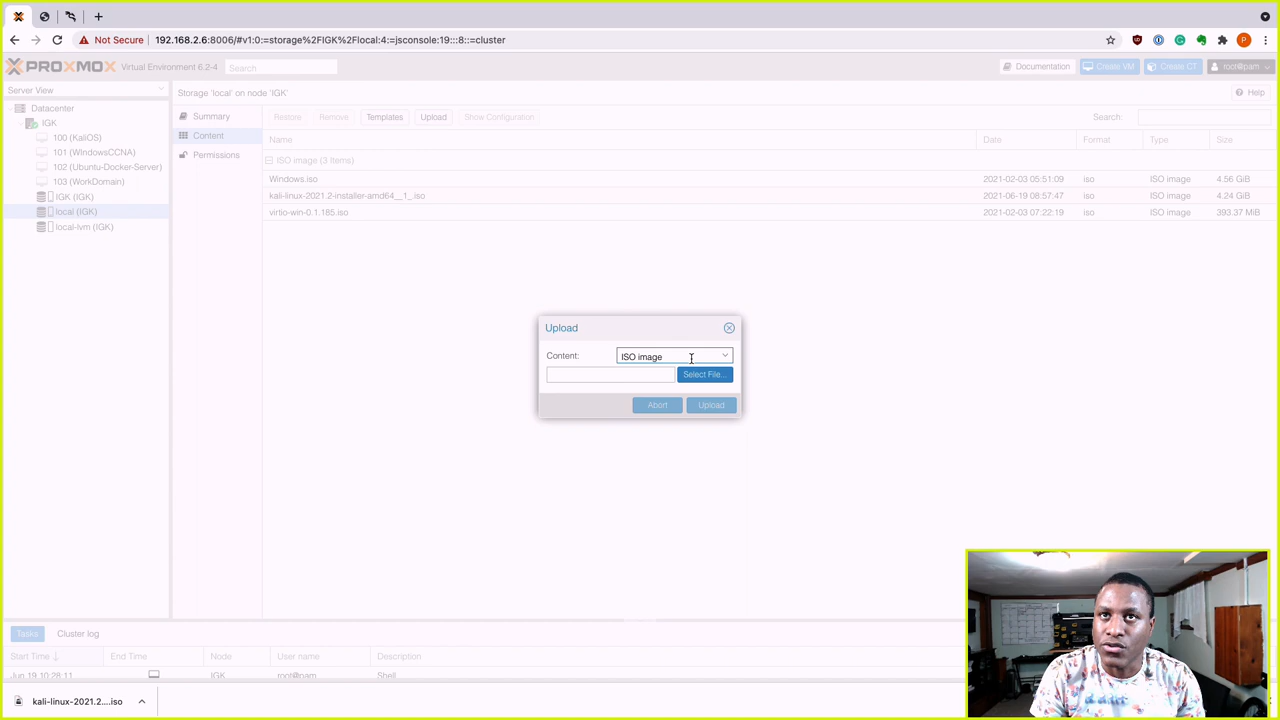 Not Secure 192.168.2.6:8006/#v1:0:=storage%2FIGK%2Flocal:4:=jsconsole:19:::8::=cluster
PROXMOX Virtual Environment 6.2-4 Search Documentation Create VM Create CT root@pam
Server View
Storage 'local' on node 'IGK' Help
Datacenter
IGK
100 (KaliOS)
101 (WIndowsCCNA)
102 (Ubuntu-Docker-Server)
103 (WorkDomain)
IGK (IGK)
local (IGK)
local-lvm (IGK)
Summary
Content
Permissions
Restore Remove Templates Upload Show Configuration Search:
Name Date Format Type Size
ISO image (3 Items)
Windows.iso 2021-02-03 05:51:09 iso ISO image 4.56 GiB
kali-linux-2021.2-installer-amd64__1_.iso 2021-06-19 08:57:47 iso ISO image 4.24 GiB
virtio-win-0.1.185.iso 2021-02-03 07:22:19 iso ISO image 393.37 MiB
Upload
Content: ISO image
Select File...
Abort Upload
Tasks Cluster log
Start Time End Time Node User name Description
Jun 19 10:28:11 IGK root@pam Shell
kali-linux-2021.2....iso